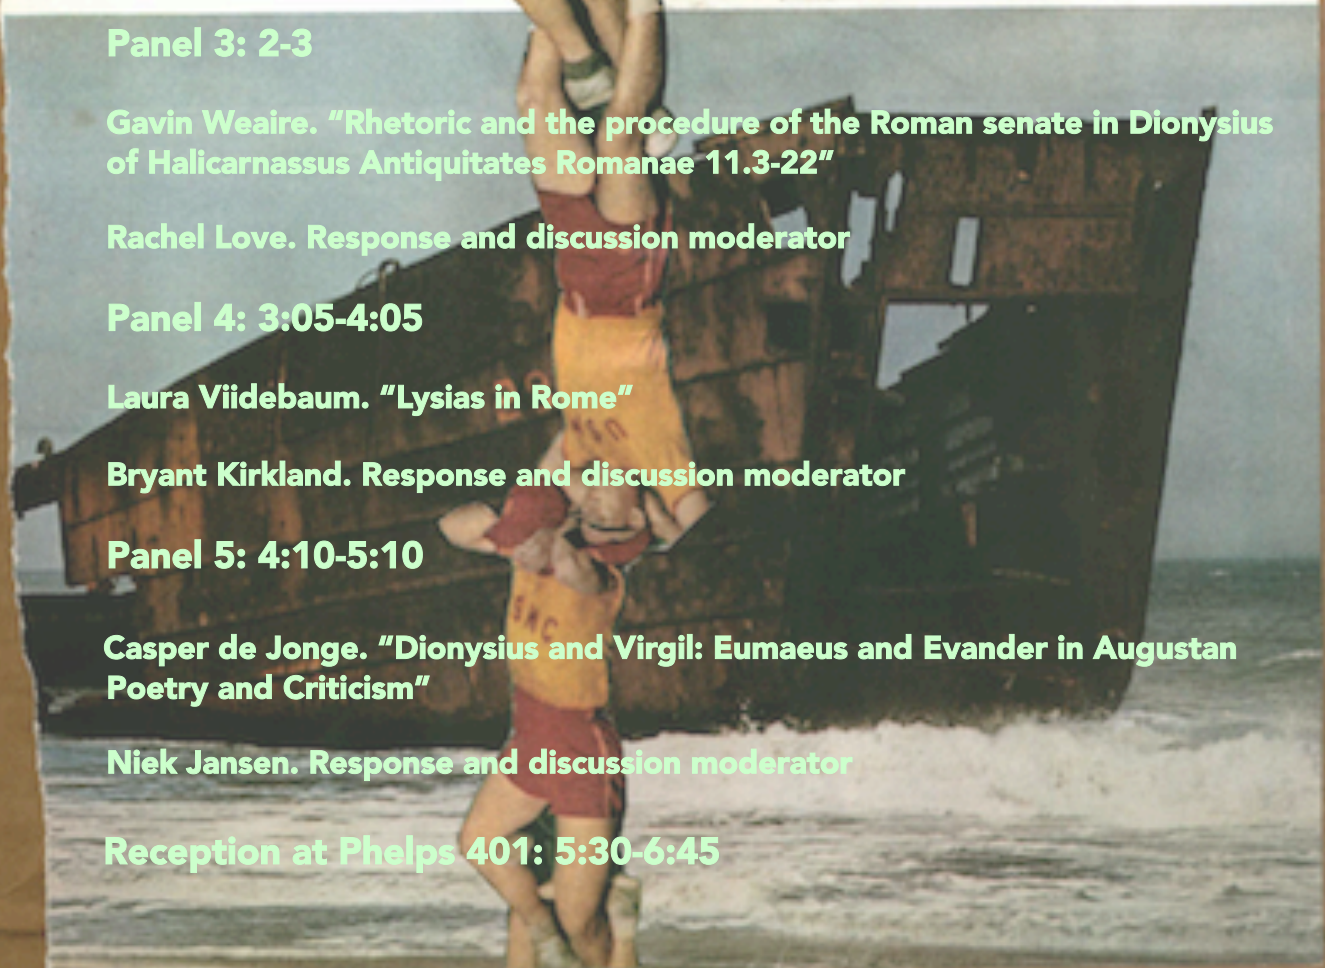 Panel 3: 2-3
Gavin Weaire. “Rhetoric and the procedure of the Roman senate in Dionysius
of Halicarnassus Antiquitates Romanae 11.3-22”
Rachel Love. Response and discussion moderator
Panel 4: 3:05-4:05
Laura Viidebaum. “Lysias in Rome”
Bryant Kirkland. Response and discussion moderator
Panel 5: 4:10-5:10
Casper de Jonge. “Dionysius and Virgil: Eumaeus and Evander in Augustan
Poetry and Criticism”
Niek Jansen. Response and discussion moderator
Reception at Phelps 401: 5:30-6:45